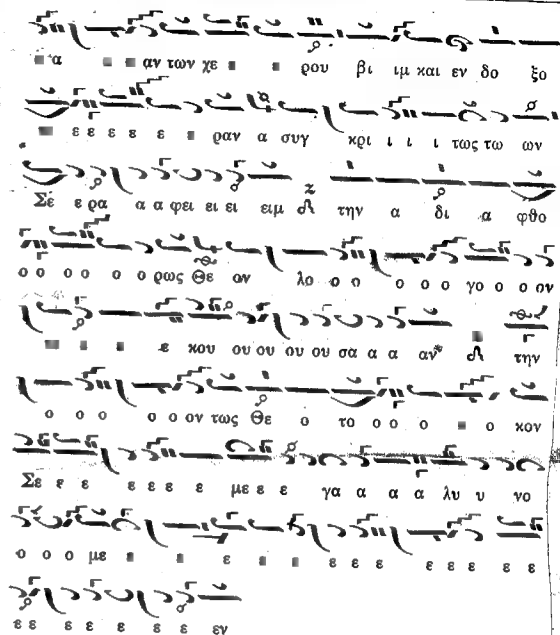 α αν των χε ρου βι ιμ και εν δο ξο
ε ε ε ε ε ραν α συγ κρι ι ι ι τως τω ων
Σε ε ρα α α φει ει ει ειμ την α δι α φθο
ο ο ο ο ο ο ρως Θε ον λο ο ο ο ο ο γο ο ο ον
ε κου ου ου ου ου σα α α αν την
ο ο ο ο ο ον τως Θε ο το ο ο ο ο κον
Σε ε ε ε ε ε ε με ε ε γα α α α λυ υ νο
ο ο ο με ε ε ε ε ε ε ε ε ε
ε ε ε ε ε ε ε εν